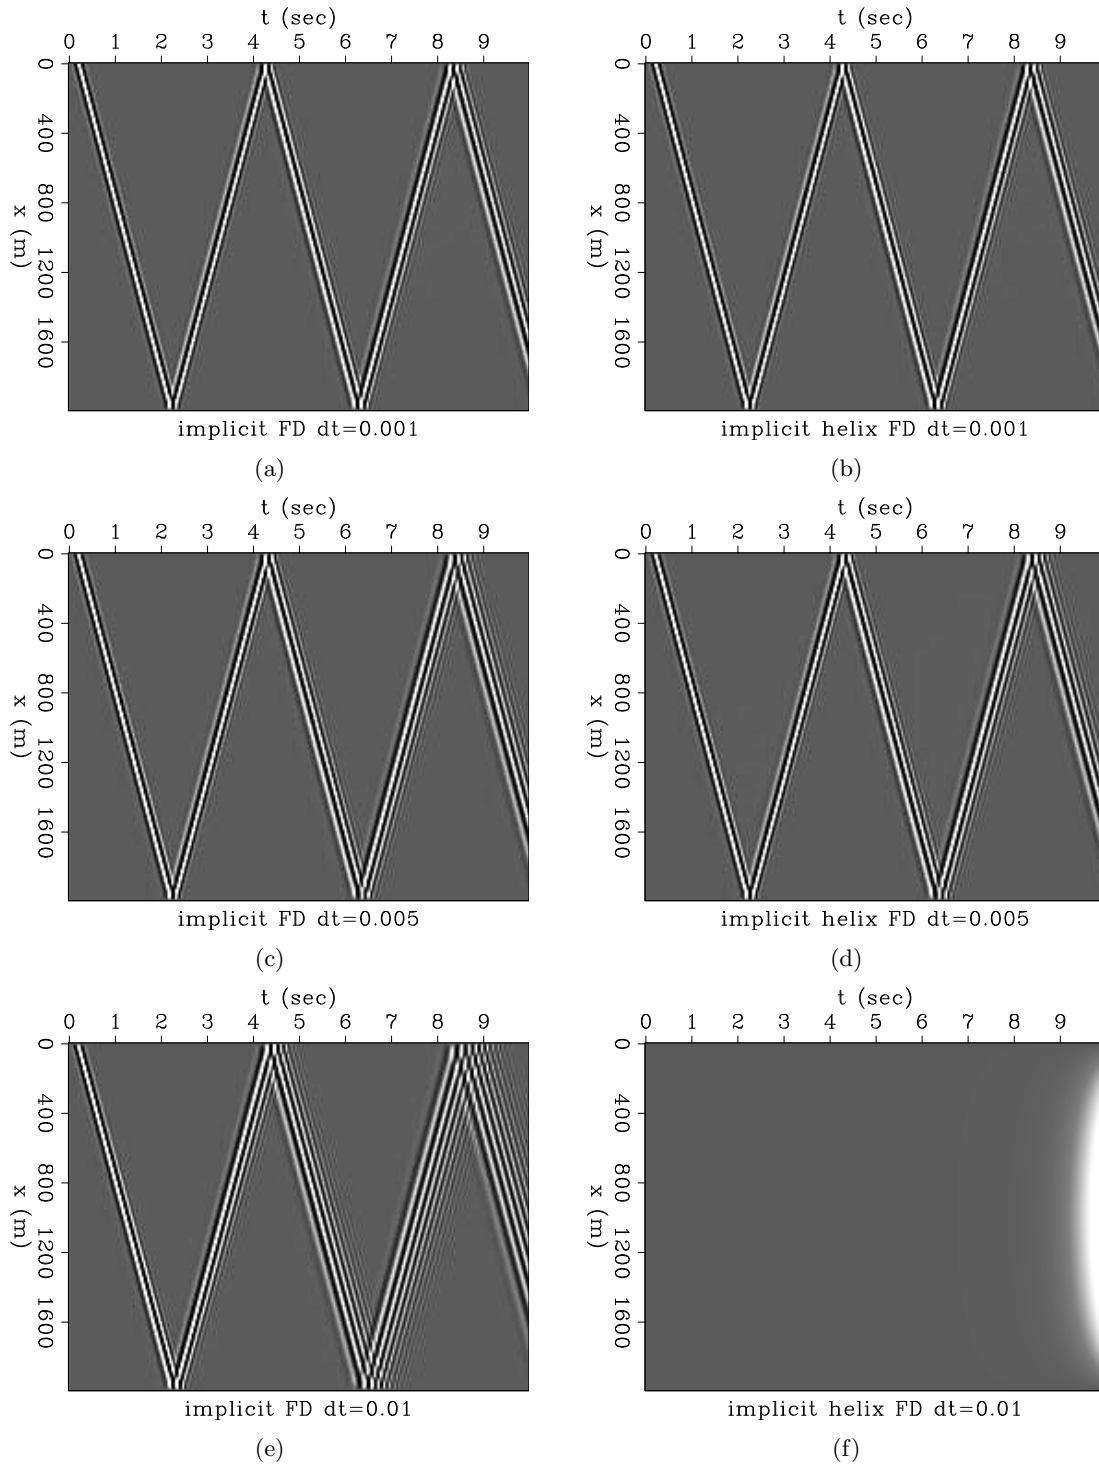 t (sec)
0 1 2 3 4 5 6 7 8 9
0 400 800 1200 1600
x (m)
implicit FD dt=0.001
(a)
t (sec)
0 1 2 3 4 5 6 7 8 9
0 400 800 1200 1600
x (m)
implicit helix FD dt=0.001
(b)
t (sec)
0 1 2 3 4 5 6 7 8 9
0 400 800 1200 1600
x (m)
implicit FD dt=0.005
(c)
t (sec)
0 1 2 3 4 5 6 7 8 9
0 400 800 1200 1600
x (m)
implicit helix FD dt=0.005
(d)
t (sec)
0 1 2 3 4 5 6 7 8 9
0 400 800 1200 1600
x (m)
implicit FD dt=0.01
(e)
t (sec)
0 1 2 3 4 5 6 7 8 9
0 400 800 1200 1600
x (m)
implicit helix FD dt=0.01
(f)